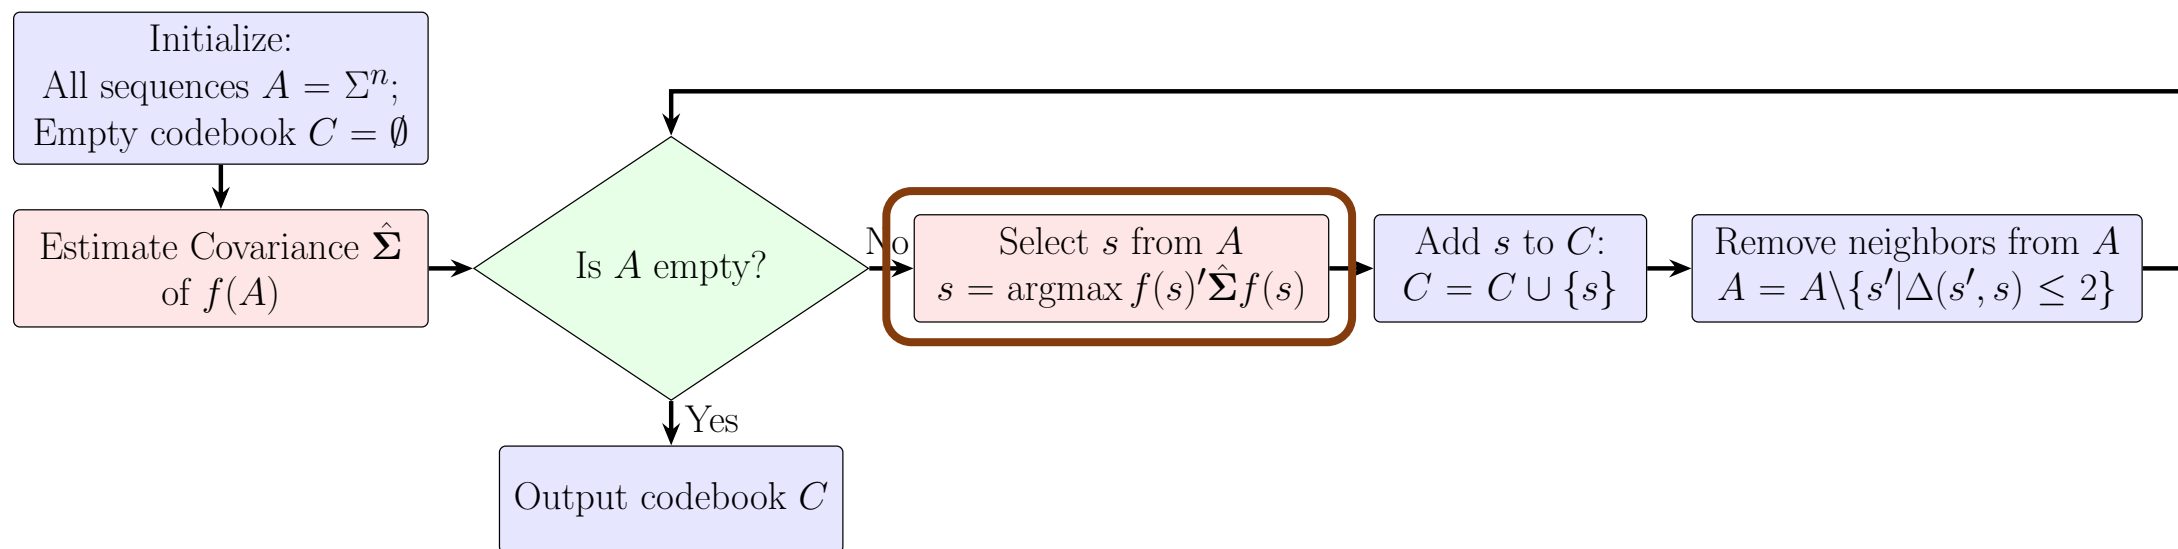 Initialize:
All sequences A = Σⁿ;
Empty codebook C = ∅
Estimate Covariance Σ̂
of f(A)
Is A empty?
No
Select s from A
s = argmax f(s)′Σ̂f(s)
Add s to C:
C = C ∪ {s}
Remove neighbors from A
A = A\{s′|Δ(s′, s) ≤ 2}
Yes
Output codebook C